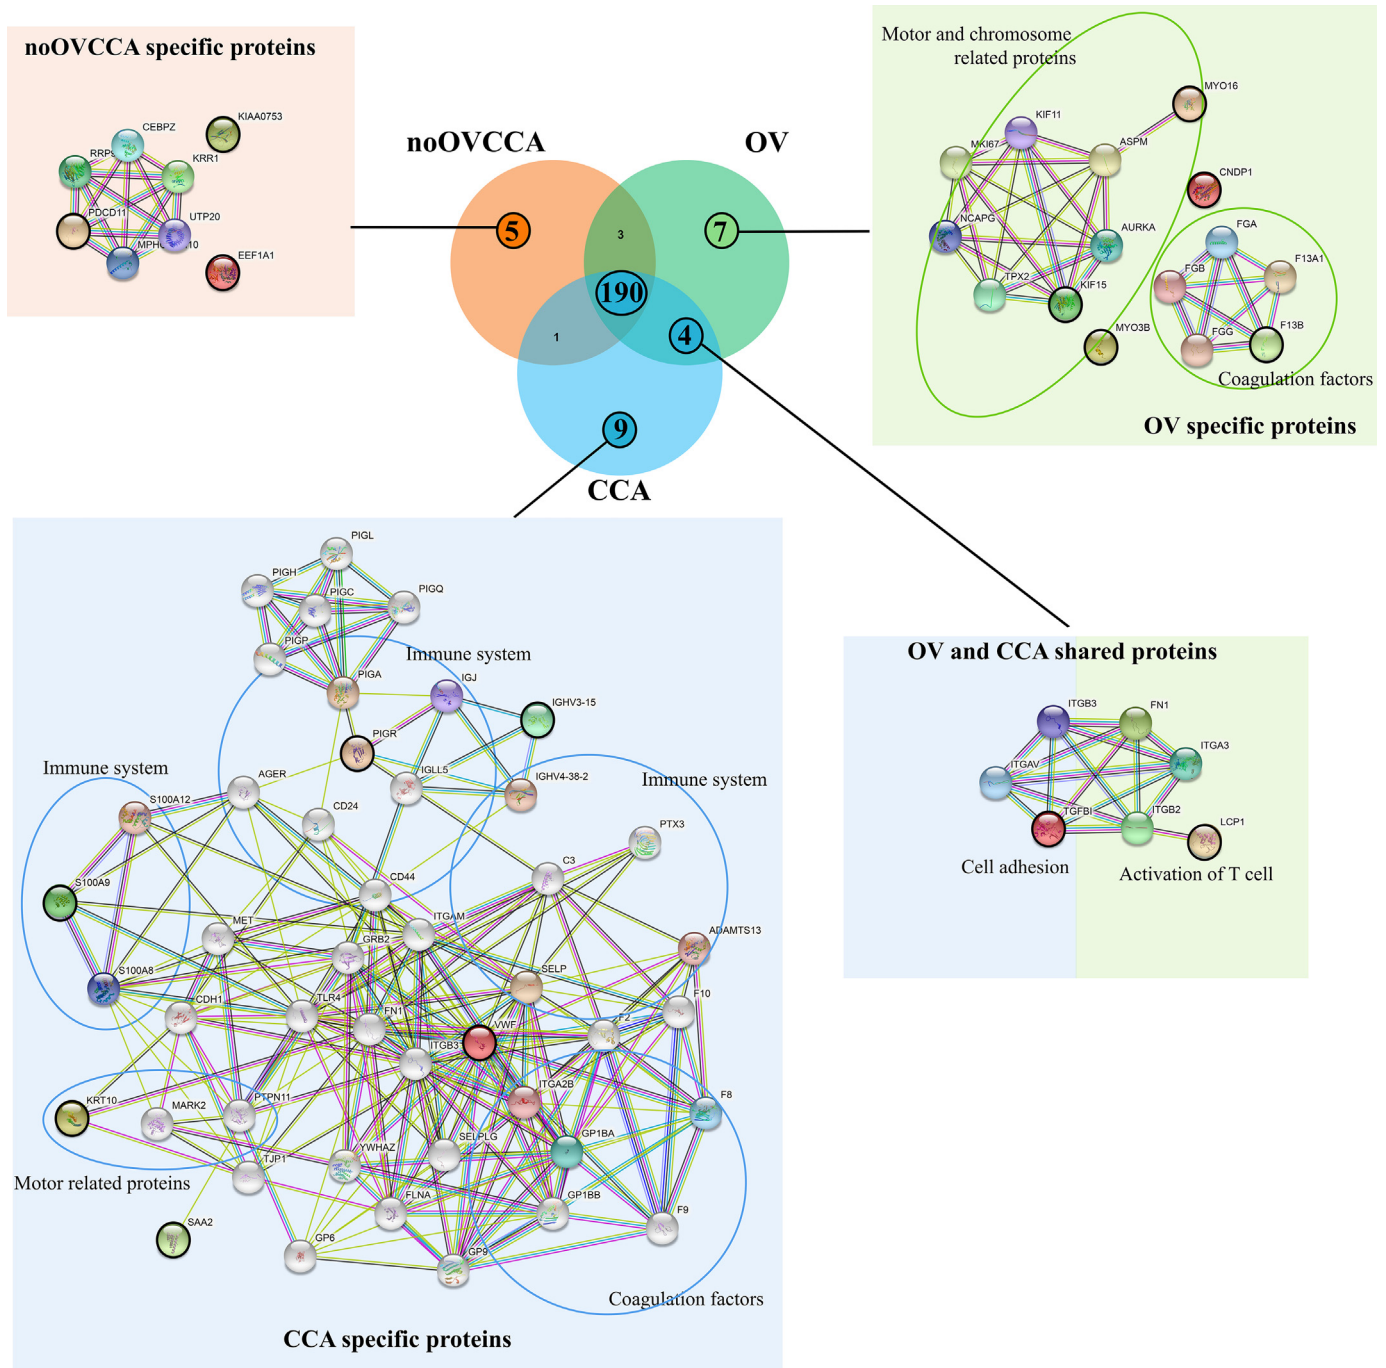 noOVCCA specific proteins
KIAA0753
CEBPZ
KRR1
PDCD11
UTP20
EEF1A1
noOVCCA
OV
CCA
5
3
7
190
1
4
9
Motor and chromosome
related proteins
MYO16
KIF11
MKI67
ASPM
CNDP1
NCAPG
AURKA
FGA
F13A1
FGB
TPX2
KIF15
MYO3B
FGG
F13B
Coagulation factors
OV specific proteins
PIGL
PIGH
PIGC
PIGQ
PIGP
Immune system
PIGA
IGJ
IGHV3-15
PIGR
Immune system
AGER
IGLL5
IGHV4-38-2
Immune system
S100A12
CD24
PTX3
C3
S100A9
CD44
MET
ITGAM
GRB2
ADAMTS13
S100A8
SELP
CDH1
TLR4
FN1
F10
VWF
F2
ITGB3
KRT10
MARK2
PTPN11
ITGA2B
F8
SELPLG
GP1BA
YWHAZ
TJP1
Motor related proteins
FLNA
GP1BB
F9
SAA2
GP6
GP9
Coagulation factors
CCA specific proteins
OV and CCA shared proteins
ITGB3
FN1
ITGA3
ITGAV
TGFBI
ITGB2
LCP1
Cell adhesion
Activation of T cell